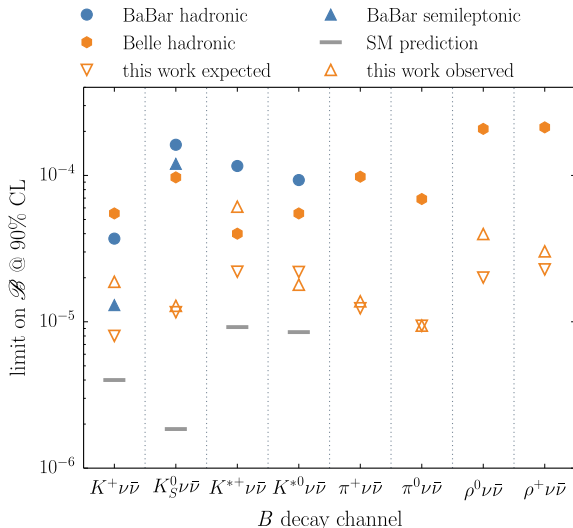 BaBar hadronic
BaBar semileptonic
Belle hadronic
SM prediction
this work expected
this work observed
limit on ℬ @ 90% CL
10⁻⁴
10⁻⁵
10⁻⁶
K⁺νν̄ K⁰_Sνν̄ K*⁺νν̄ K*⁰νν̄ π⁺νν̄ π⁰νν̄ ρ⁰νν̄ ρ⁺νν̄
B decay channel